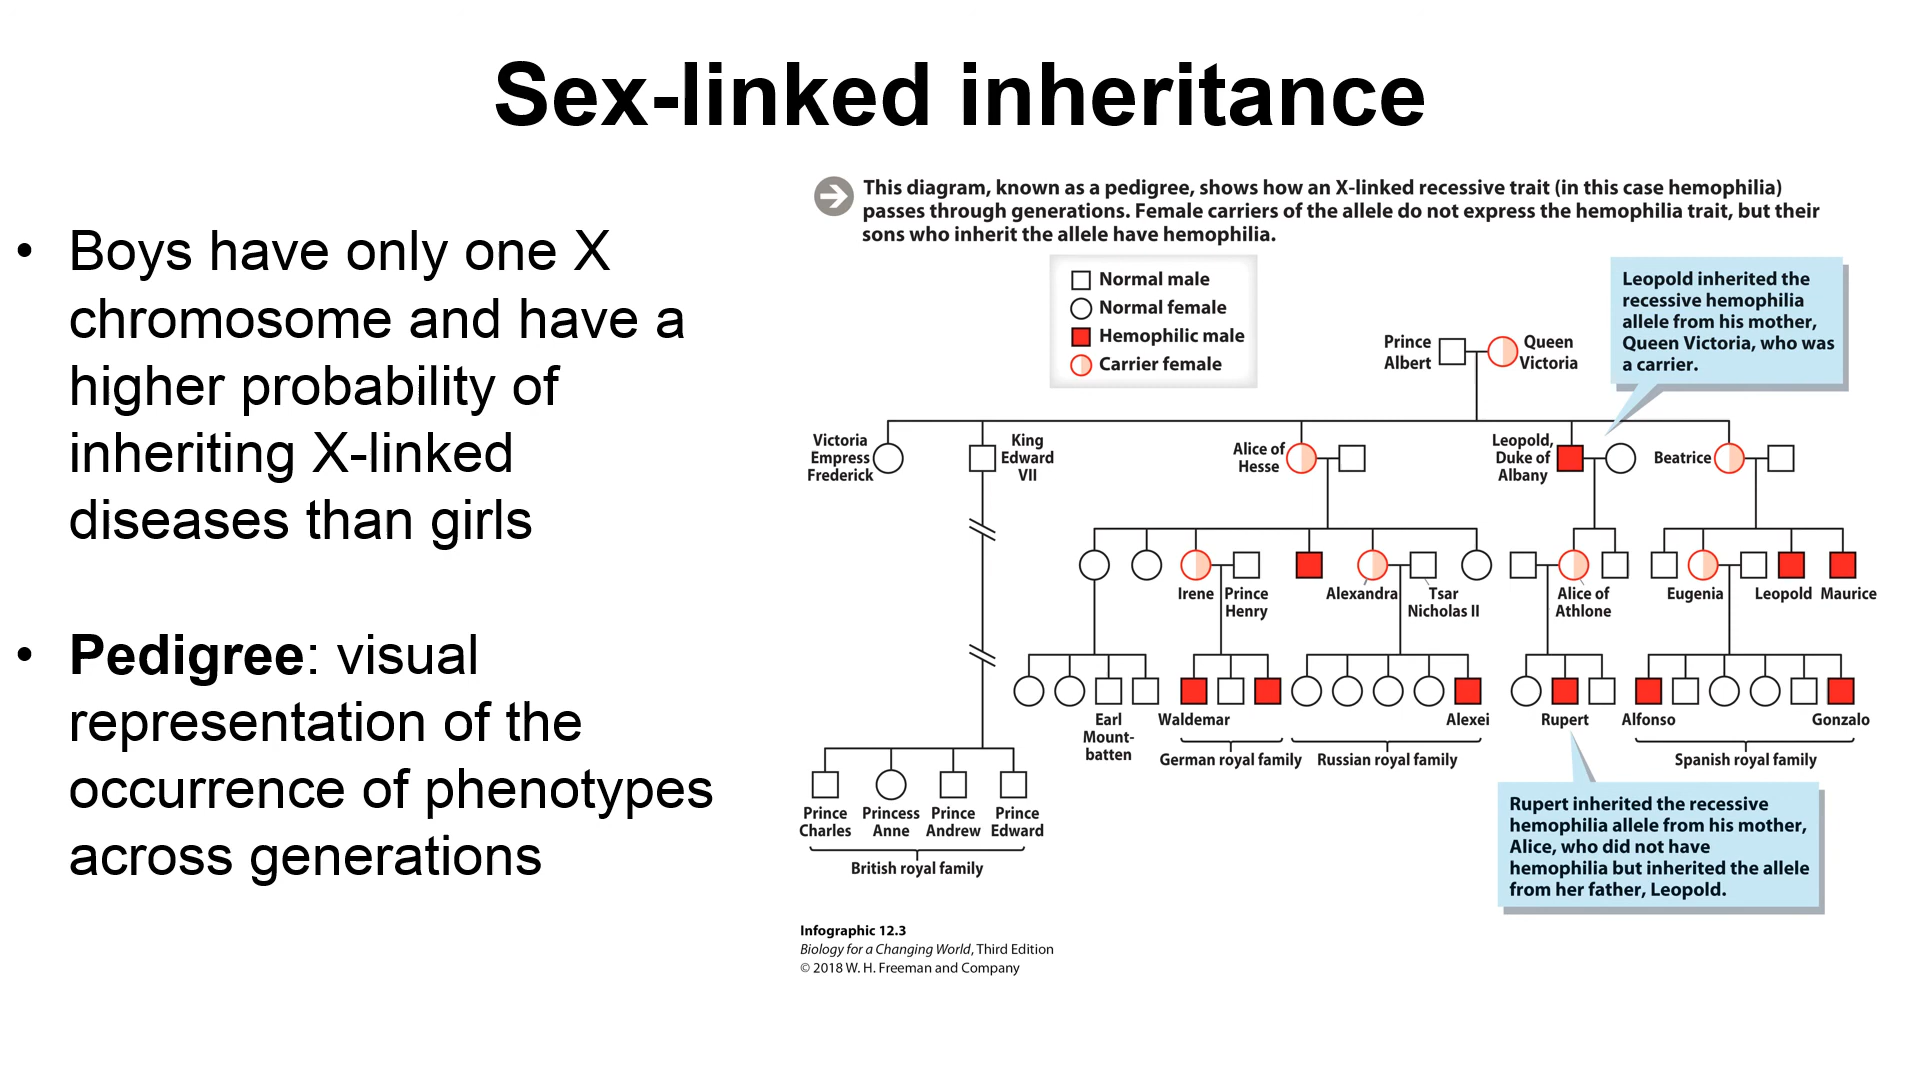 Sex-linked inheritance
• Boys have only one X
chromosome and have a
higher probability of
inheriting X-linked
diseases than girls
• Pedigree: visual
representation of the
occurrence of phenotypes
across generations
This diagram, known as a pedigree, shows how an X-linked recessive trait (in this case hemophilia)
passes through generations. Female carriers of the allele do not express the hemophilia trait, but their
sons who inherit the allele have hemophilia.
Normal male
Normal female
Hemophilic male
Carrier female
Prince
Albert
Queen
Victoria
Leopold inherited the
recessive hemophilia
allele from his mother,
Queen Victoria, who was
a carrier.
Victoria
Empress
Frederick
King
Edward
VII
Alice of
Hesse
Leopold,
Duke of
Albany
Beatrice
Irene
Prince
Henry
Alexandra
Tsar
Nicholas II
Alice of
Athlone
Eugenia
Leopold
Maurice
Earl
Mount-
batten
Waldemar
Alexei
Rupert
Alfonso
Gonzalo
German royal family
Russian royal family
Spanish royal family
Prince
Charles
Princess
Anne
Prince
Andrew
Prince
Edward
British royal family
Rupert inherited the recessive
hemophilia allele from his mother,
Alice, who did not have
hemophilia but inherited the allele
from her father, Leopold.
Infographic 12.3
Biology for a Changing World, Third Edition
© 2018 W. H. Freeman and Company